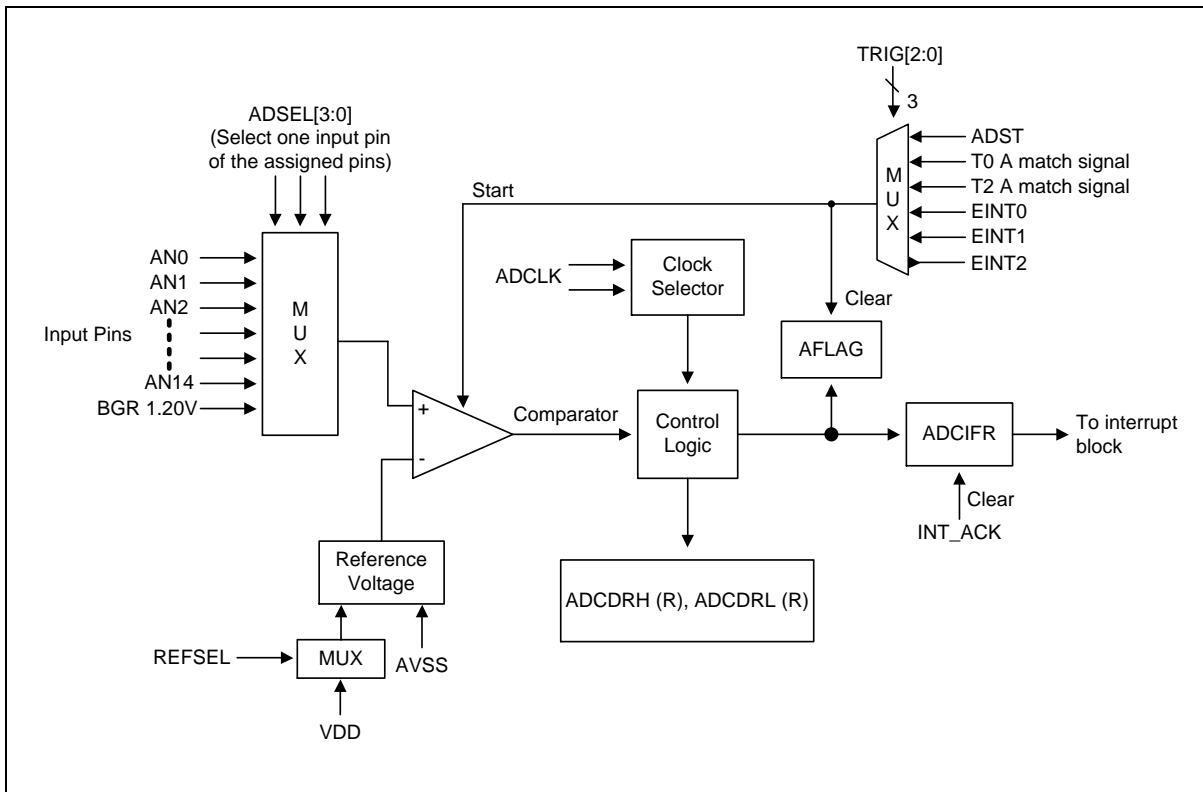 TRIG[2:0]
3
ADSEL[3:0]
(Select one input pin
of the assigned pins)
ADST
T0 A match signal
T2 A match signal
EINT0
EINT1
EINT2
M
U
X
Start
AN0
AN1
AN2
Input Pins
AN14
BGR 1.20V
M
U
X
ADCLK
Clock
Selector
Clear
AFLAG
+
-
Comparator
Control
Logic
ADCIFR
To interrupt
block
Clear
INT_ACK
Reference
Voltage
ADCDRH (R), ADCDRL (R)
REFSEL
MUX
AVSS
VDD